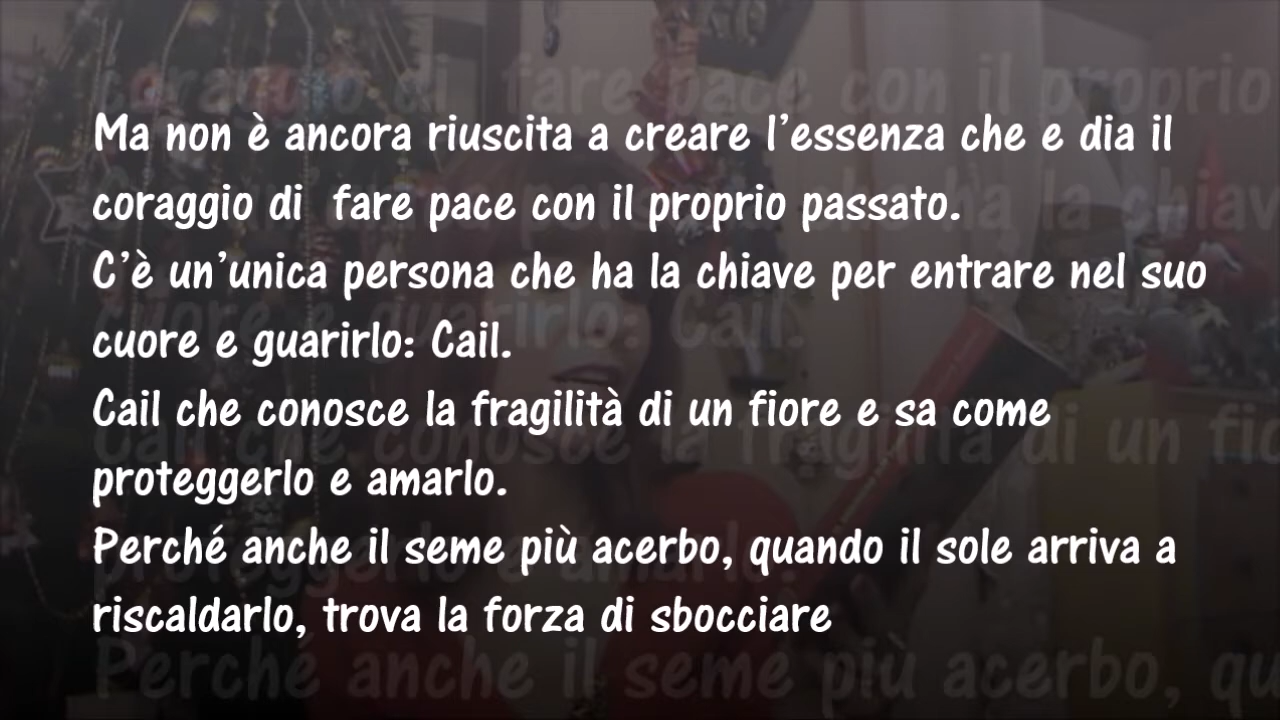 Ma non è ancora riuscita a creare l'essenza che e dia il
coraggio di  fare pace con il proprio passato.
C'è un'unica persona che ha la chiave per entrare nel suo
cuore e guarirlo: Cail.
Cail che conosce la fragilità di un fiore e sa come
proteggerlo e amarlo.
Perché anche il seme più acerbo, quando il sole arriva a
riscaldarlo, trova la forza di sbocciare